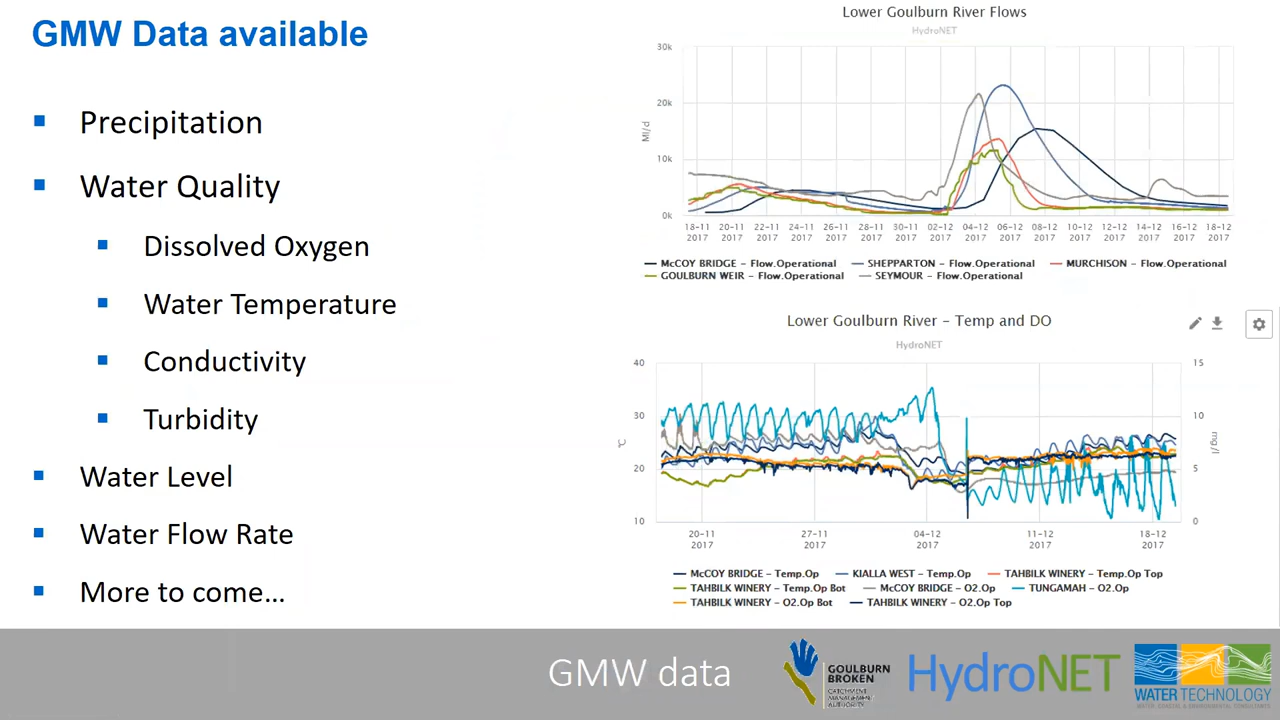 GMW Data available
Precipitation
Water Quality
Dissolved Oxygen
Water Temperature
Conductivity
Turbidity
Water Level
Water Flow Rate
More to come...
Lower Goulburn River Flows
HydroNET
30k
20k
10k
0k
Ml/d
18-11 20-11 22-11 24-11 26-11 28-11 30-11 02-12 04-12 06-12 08-12 10-12 12-12 14-12 16-12 18-12
2017 2017 2017 2017 2017 2017 2017 2017 2017 2017 2017 2017 2017 2017 2017 2017
McCOY BRIDGE - Flow.Operational SHEPPARTON - Flow.Operational MURCHISON - Flow.Operational
GOULBURN WEIR - Flow.Operational SEYMOUR - Flow.Operational
Lower Goulburn River - Temp and DO
HydroNET
40 15
30 10
20 5
10 0
°C
mg/l
20-11 27-11 04-12 11-12 18-12
2017 2017 2017 2017 2017
McCOY BRIDGE - Temp.Op KIALLA WEST - Temp.Op TAHBILK WINERY - Temp.Op Top
TAHBILK WINERY - Temp.Op Bot McCOY BRIDGE - O2.Op TUNGAMAH - O2.Op
TAHBILK WINERY - O2.Op Bot TAHBILK WINERY - O2.Op Top
GMW data
GOULBURN
BROKEN
CATCHMENT
MANAGEMENT
AUTHORITY
HydroNET
WATER TECHNOLOGY
WATER, COASTAL & ENVIRONMENTAL CONSULTANTS